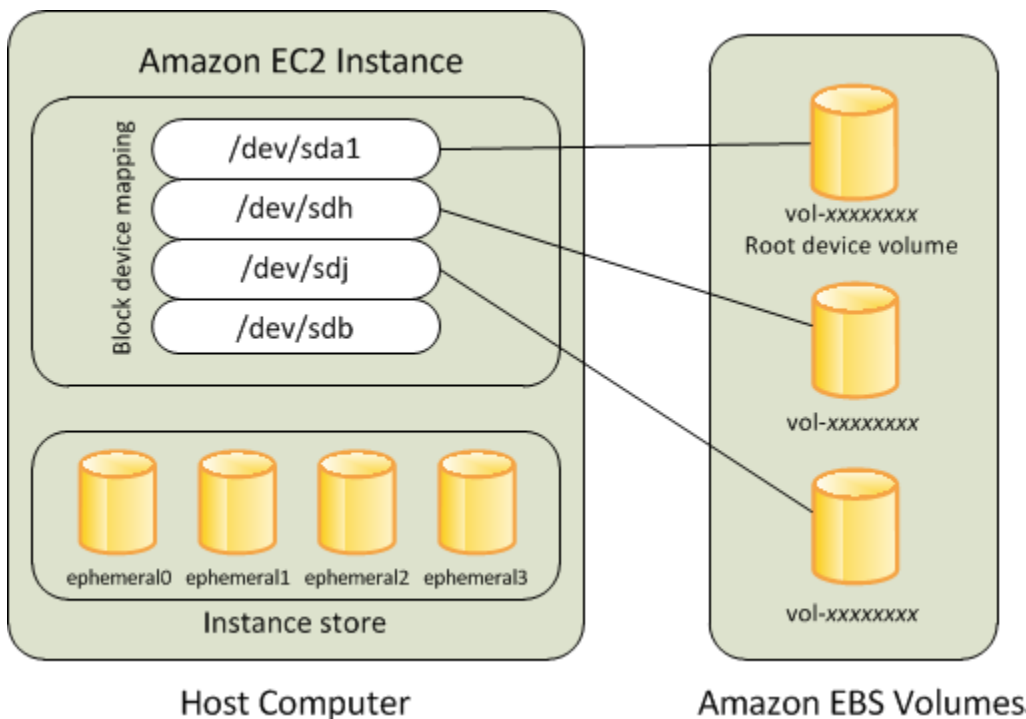 Amazon EC2 Instance
Block device mapping
/dev/sda1
/dev/sdh
/dev/sdj
/dev/sdb
ephemeral0 ephemeral1 ephemeral2 ephemeral3
Instance store
Host Computer
vol-xxxxxxxx
Root device volume
vol-xxxxxxxx
vol-xxxxxxxx
Amazon EBS Volumes